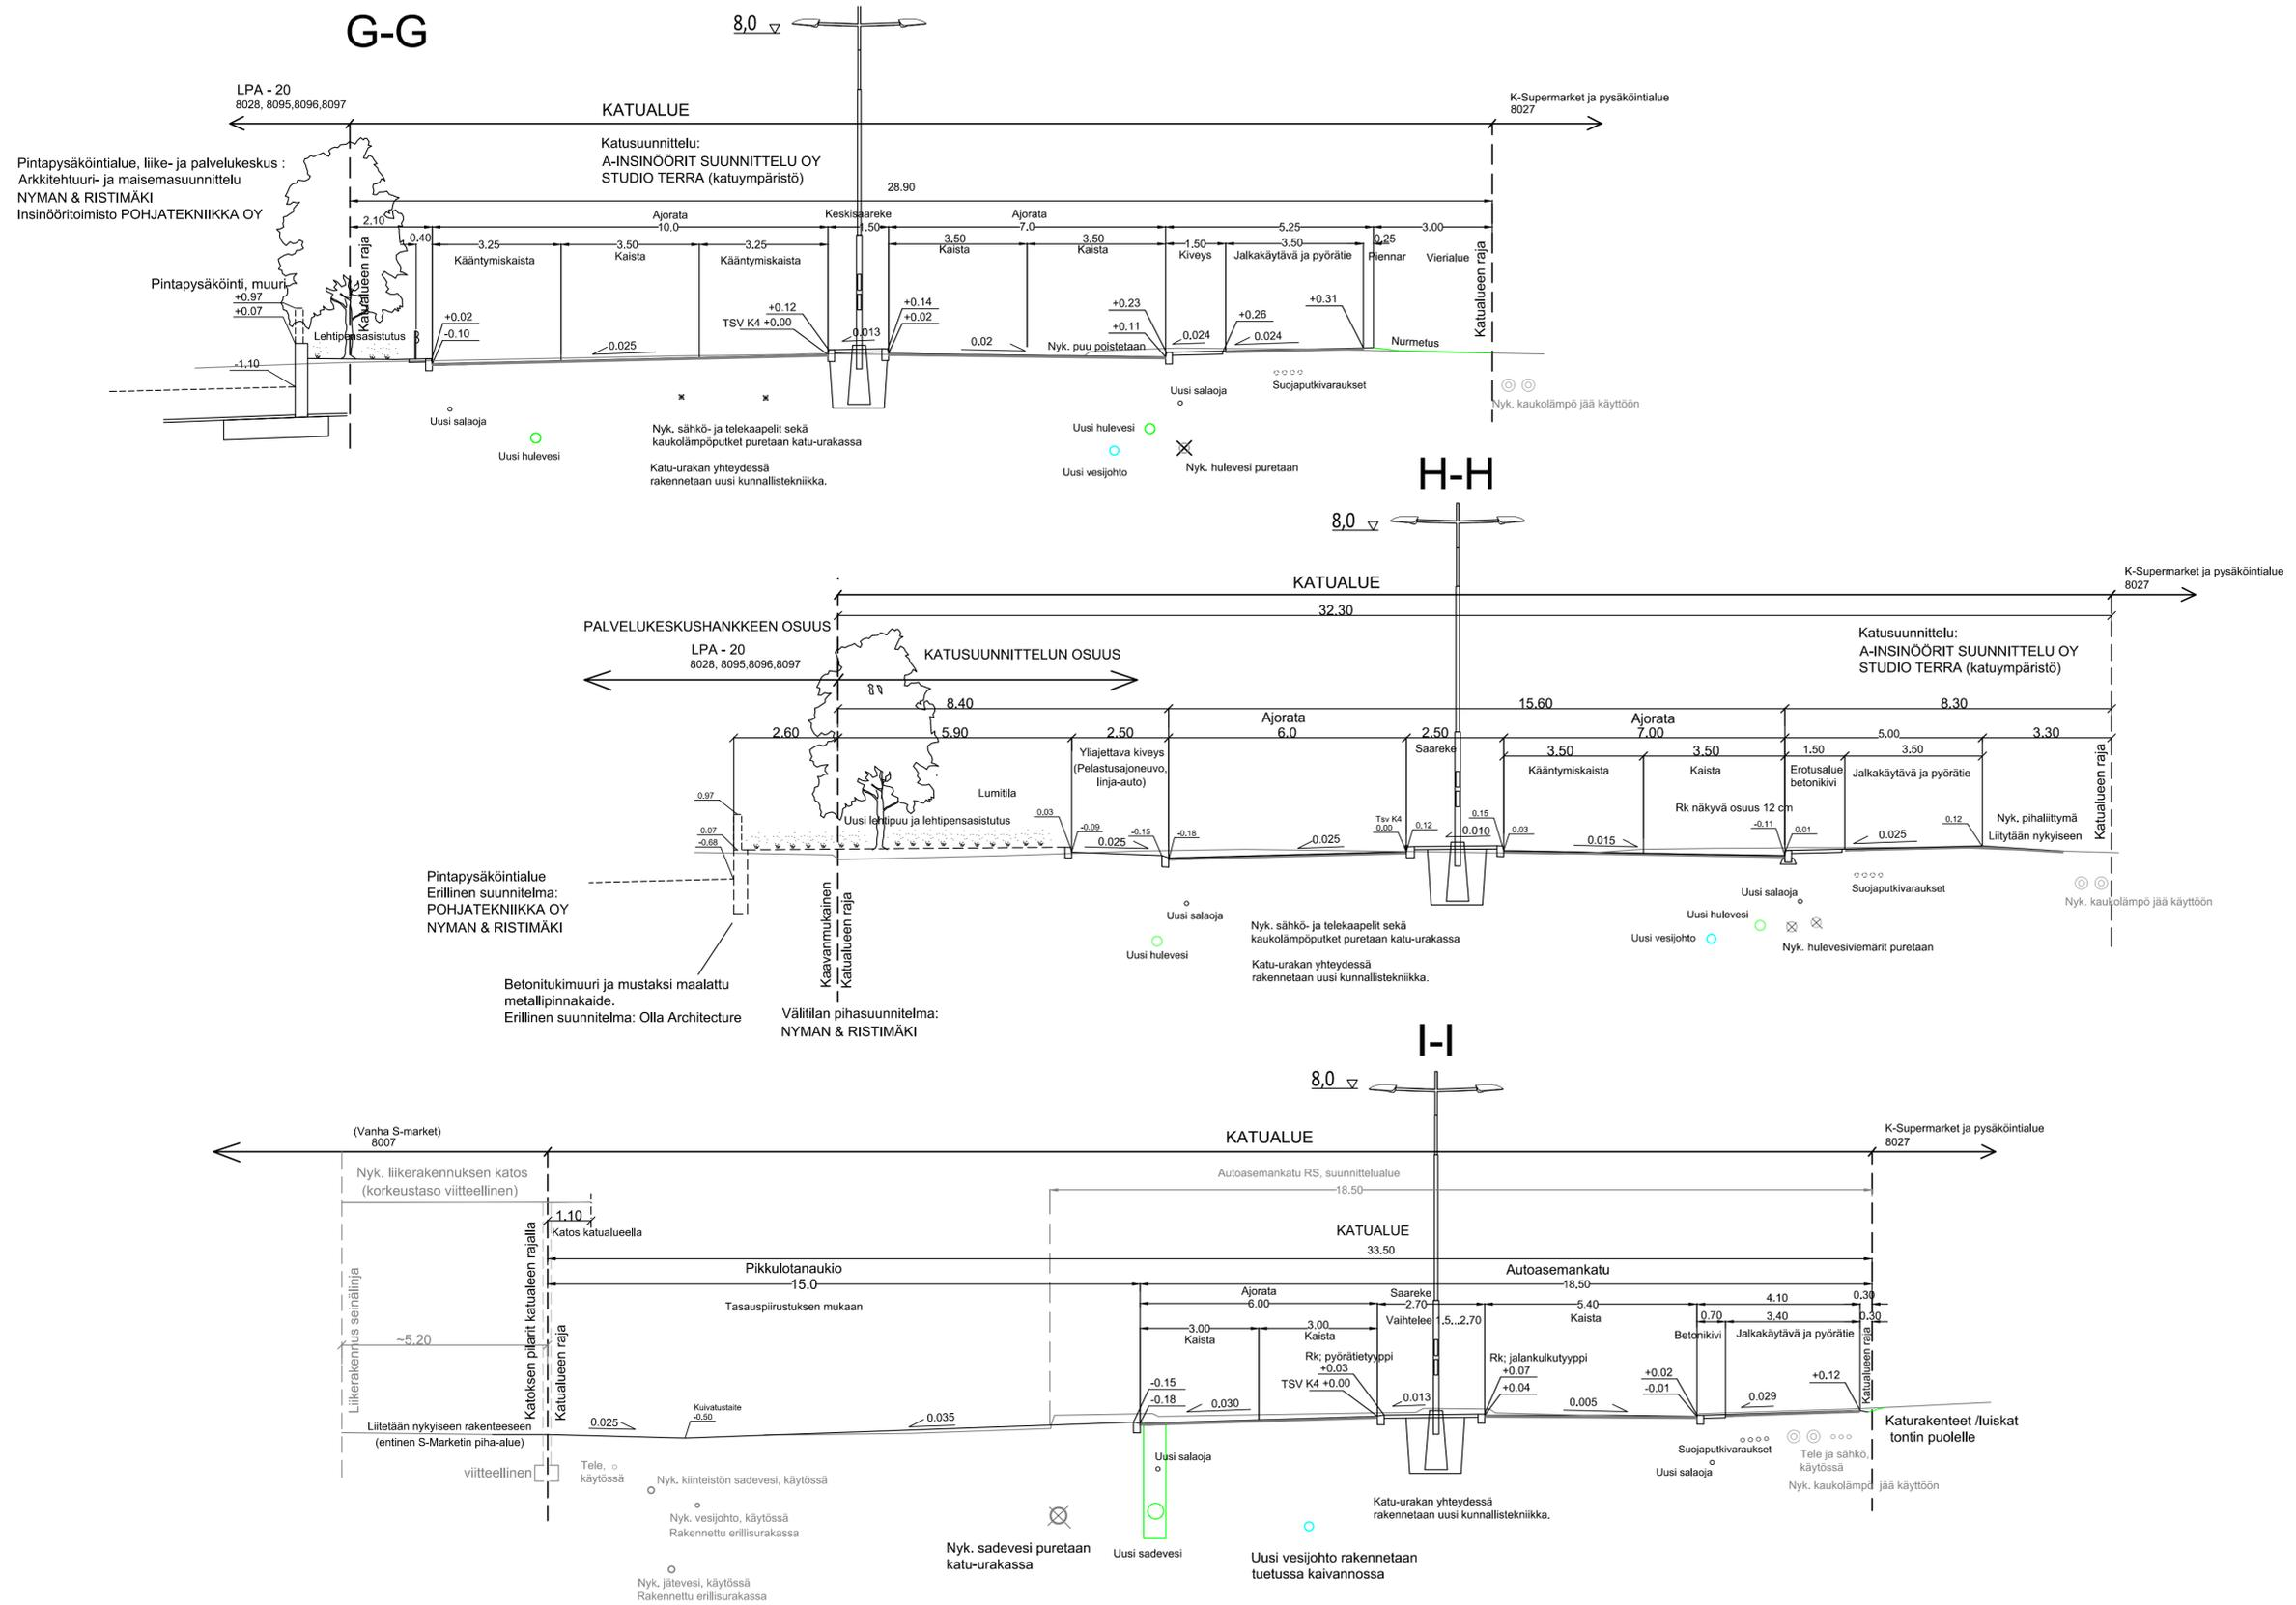 G-G
8,0
LPA - 20
8028, 8095,8096,8097
KATUALUE
K-Supermarket ja pysäköintialue
8027
Katusuunnittelu:
A-INSINÖÖRIT SUUNNITTELU OY
STUDIO TERRA (katuympäristö)
Pintapysäköintialue, liike- ja palvelukeskus :
Arkkitehtuuri- ja maisemasuunnittelu
NYMAN & RISTIMÄKI
Insinööritoimisto POHJATEKNIIKKA OY
28.90
2.10
Ajorata
10.0
Keskisaareke
1.50
Ajorata
7.0
5.25
3.00
0.40
3.25
Kääntymiskaista
3.50
Kaista
3.25
Kääntymiskaista
3.50
Kaista
3.50
Kaista
1.50
Kiveys
3.50
Jalkakäytävä ja pyörätie
0.25
Piennar
Vierialue
Katualueen raja
Katualueen raja
Pintapysäköinti, muuri
+0.97
+0.07
-1.10
Lehtipensasistutus
+0.02
-0.10
0.025
+0.12
TSV K4 +0.00
0.013
+0.14
+0.02
0.02
Nyk. puu poistetaan
+0.23
+0.11
0.024
+0.26
0.024
+0.31
Nurmetus
Uusi salaoja
Uusi hulevesi
Nyk. sähkö- ja telekaapelit sekä
kaukolämpöputket puretaan katu-urakassa
Katu-urakan yhteydessä
rakennetaan uusi kunnallistekniikka.
Uusi salaoja
Uusi hulevesi
Uusi vesijohto
Nyk. hulevesi puretaan
Suojaputkivaraukset
Nyk. kaukolämpö jää käyttöön
H-H
8,0
KATUALUE
K-Supermarket ja pysäköintialue
8027
32.30
PALVELUKESKUSHANKKEEN OSUUS
LPA - 20
8028, 8095,8096,8097
KATUSUUNNITTELUN OSUUS
Katusuunnittelu:
A-INSINÖÖRIT SUUNNITTELU OY
STUDIO TERRA (katuympäristö)
8.40
15.60
8.30
2.60
5.90
2.50
Ajorata
6.0
2.50
Saareke
Ajorata
7.00
5.00
3.30
Yliajettava kiveys
(Pelastusajoneuvo,
linja-auto)
3.50
Kääntymiskaista
3.50
Kaista
1.50
Erotusalue
betonikivi
3.50
Jalkakäytävä ja pyörätie
Katualueen raja
Lumitila
Uusi lehtipuu ja lehtipensasistutus
0.97
0.07
-0.68
0.03
-0.09
0.025
-0.15
-0.18
0.025
Tsv K4
0.00
0.12
0.15
0.010
0.03
0.015
Rk näkyvä osuus 12 cm
-0.11
0.01
0.025
0.12
Nyk. pihaliittymä
Liitytään nykyiseen
Pintapysäköintialue
Erillinen suunnitelma:
POHJATEKNIIKKA OY
NYMAN & RISTIMÄKI
Kaavanmukainen
Katualueen raja
Betonitukimuuri ja mustaksi maalattu
metallipinnakaide.
Erillinen suunnitelma: Olla Architecture
Välitilan pihasuunnitelma:
NYMAN & RISTIMÄKI
Uusi salaoja
Uusi hulevesi
Nyk. sähkö- ja telekaapelit sekä
kaukolämpöputket puretaan katu-urakassa
Katu-urakan yhteydessä
rakennetaan uusi kunnallistekniikka.
Uusi salaoja
Uusi hulevesi
Uusi vesijohto
Nyk. hulevesiviemärit puretaan
Suojaputkivaraukset
Nyk. kaukolämpö jää käyttöön
I-I
8,0
(Vanha S-market)
8007
KATUALUE
K-Supermarket ja pysäköintialue
8027
Nyk. liikerakennuksen katos
(korkeustaso viitteellinen)
Autoasemankatu RS, suunnittelualue
18.50
1.10
Katos katualueella
KATUALUE
33.50
Pikkulotanaukio
15.0
Tasauspiirustuksen mukaan
Autoasemankatu
18.50
Ajorata
6.00
Saareke
2.70
Vaihtelee 1.5...2.70
5.40
Kaista
4.10
0.30
3.00
Kaista
3.00
Kaista
0.70
Betonikivi
3.40
Jalkakäytävä ja pyörätie
0.30
~5.20
Liikerakennus seinälinja
Katoksen pilarit katualueen rajalla
Katualueen raja
Katualueen raja
Rk; pyörätietyyppi
+0.03
TSV K4 +0.00
Rk; jalankulkutyyppi
+0.07
+0.04
0.013
0.005
+0.02
-0.01
0.029
+0.12
-0.15
-0.18
0.030
Liitetään nykyiseen rakenteeseen
(entinen S-Marketin piha-alue)
0.025
Kuivatustaite
-0.50
0.035
Katurakenteet /luiskat
tontin puolelle
viitteellinen
Tele,
käytössä
Nyk. kiinteistön sadevesi, käytössä
Nyk. vesijohto, käytössä
Rakennettu erillisurakassa
Nyk, jätevesi, käytössä
Rakennettu erillisurakassa
Nyk. sadevesi puretaan
katu-urakassa
Uusi salaoja
Uusi sadevesi
Uusi vesijohto rakennetaan
tuetussa kaivannossa
Katu-urakan yhteydessä
rakennetaan uusi kunnallistekniikka.
Suojaputkivaraukset
Uusi salaoja
Tele ja sähkö,
käytössä
Nyk. kaukolämpö jää käyttöön